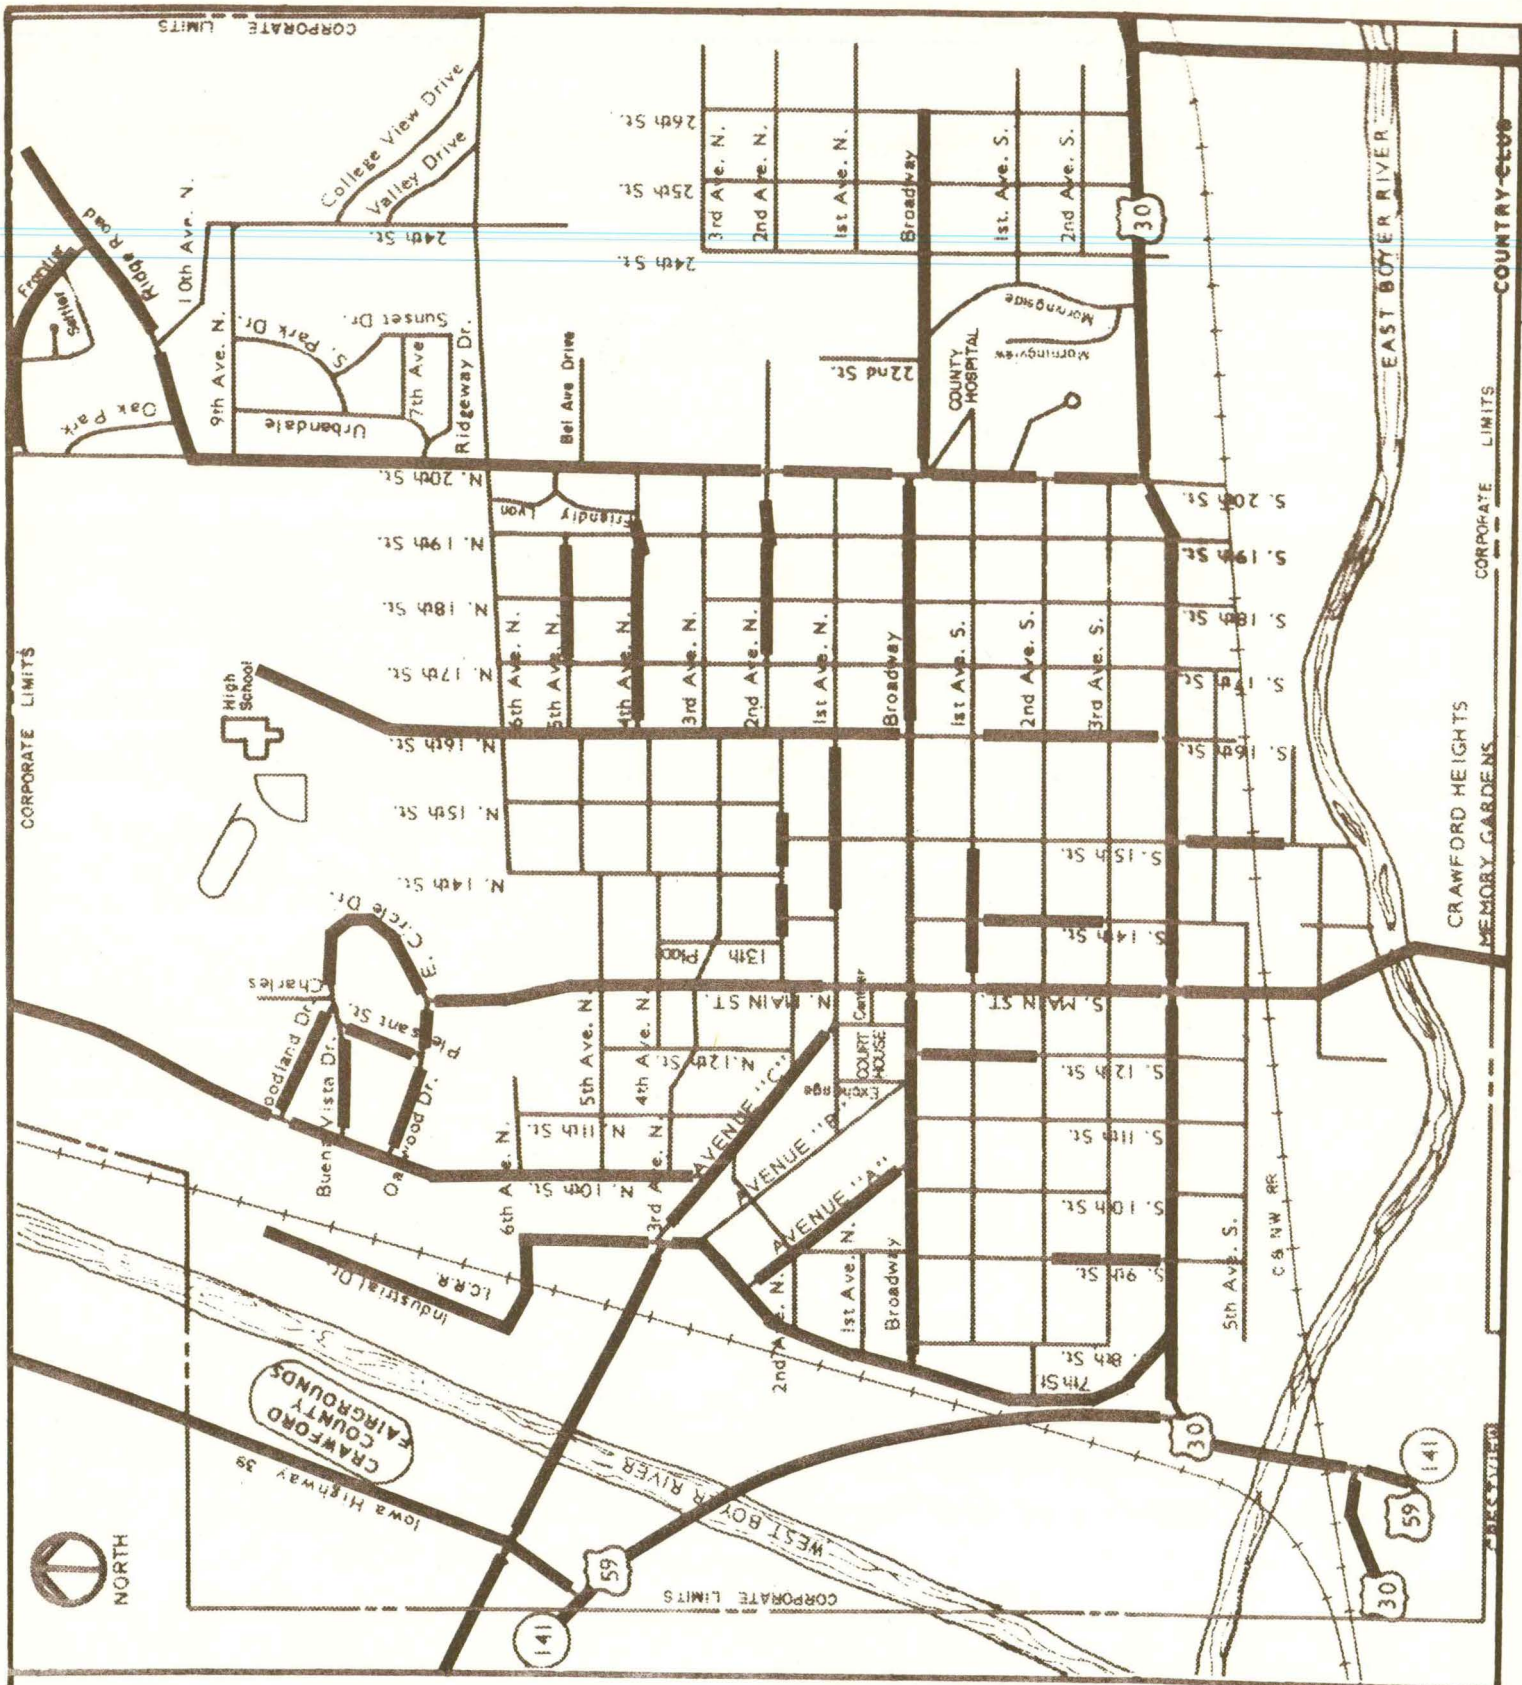 CORPORATE LIMITS
College View Drive
Valley Drive
24th St.
10th Ave. N.
Ridge Road
Frontier
Settler
Oak Park
9th Ave. N.
S. Park Dr.
Sunset Dr.
7th Ave
Urbandale
Ridgeway Dr.
Bel Aire Drive
26th St.
25th St.
24th St.
3rd Ave. N.
2nd Ave. N.
1st Ave. N.
Broadway
1st. Ave. S.
2nd Ave. S.
30
EAST BOYER RIVER
COUNTRY CLUB
Morningside
Morningview
22nd St.
COUNTY
HOSPITAL
CORPORATE LIMITS
N. 20th St.
Lyon
Friendly
N. 19th St.
N. 18th St.
N. 17th St.
N. 16th St.
N. 15th St.
N. 14th St.
6th Ave. N.
5th Ave. N.
4th Ave. N.
3rd Ave. N.
2nd Ave. N.
1st Ave. N.
Broadway
1st Ave. S.
2nd Ave. S.
3rd Ave. S.
S. 20th St.
S. 19th St.
S. 18th St.
S. 17th St.
S. 16th St.
S. 15th St.
S. 14th St.
CORPORATE LIMITS
High
School
CRAWFORD HEIGHTS
MEMORY GARDENS
E. Circle Dr.
Charles
Pleasant St.
Buena Vista Dr.
13th
Place
N. MAIN ST.
S. MAIN ST.
Center
COURT
HOUSE
Exchange
5th Ave. N.
4th Ave. N.
N. 12th St.
N. 11th St.
N. 10th St.
6th Ave. N.
3rd Ave. N.
AVENUE "C"
AVENUE "B"
AVENUE "A"
S. 12th St.
S. 11th St.
S. 10th St.
S. 9th St.
8th St.
7th St
2nd Ave. N.
1st Ave. N.
Broadway
5th Ave. S.
C & NW RR
Industrial Dr.
I.C.R.R.
CRAWFORD
COUNTY
FAIRGROUNDS
Iowa Highway 39
WEST BOYER RIVER
NORTH
CORPORATE LIMITS
59
141
30
141
59
30